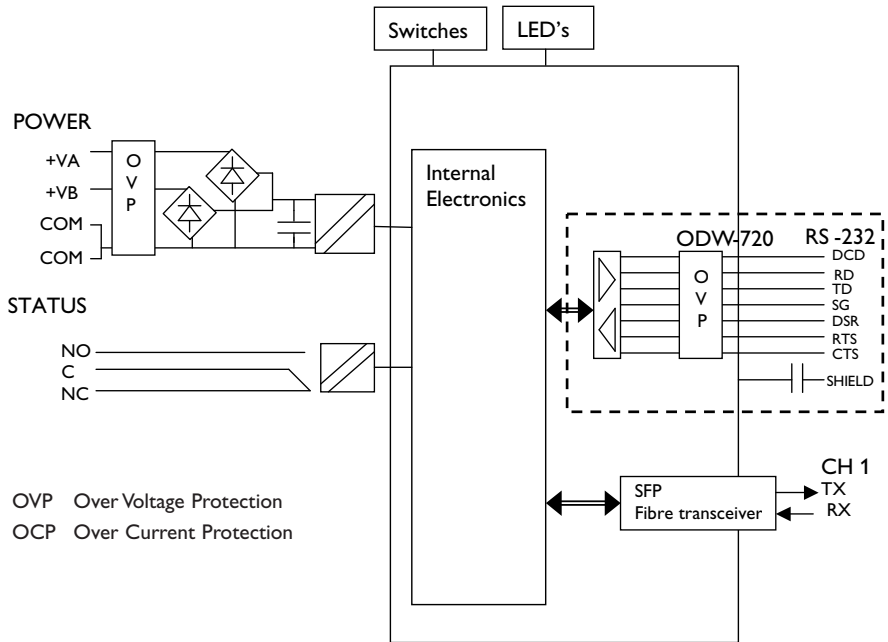 Switches
LED's
POWER
+VA
+VB
COM
COM
O
V
P
Internal
Electronics
STATUS
NO
C
NC
ODW-720
RS -232
O
V
P
DCD
RD
TD
SG
DSR
RTS
CTS
SHIELD
OVP Over Voltage Protection
OCP Over Current Protection
SFP
Fibre transceiver
CH 1
TX
RX